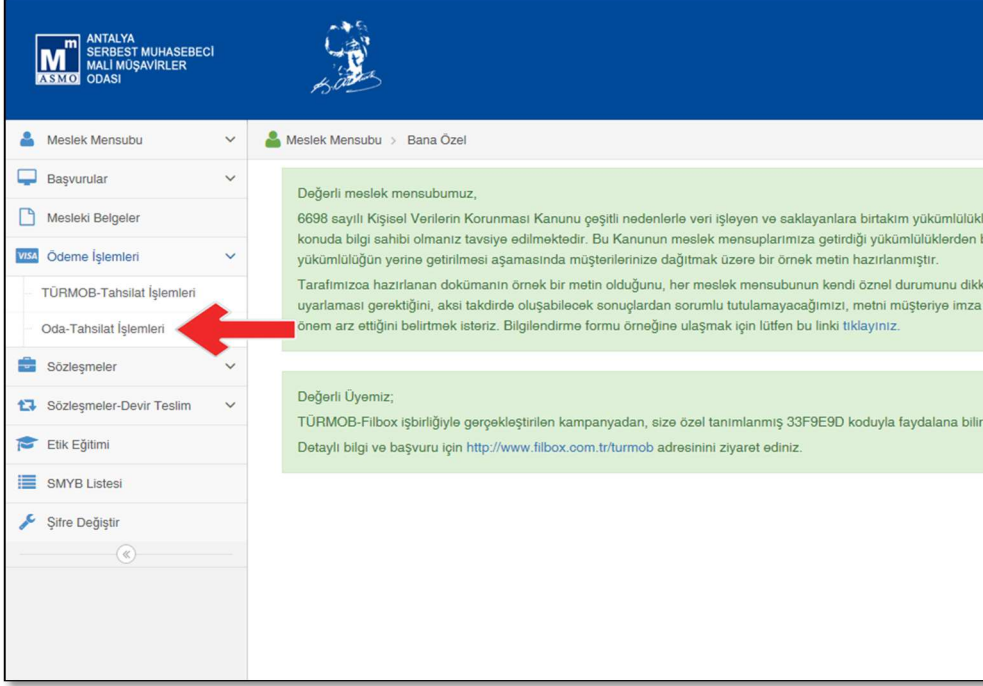 ANTALYA
SERBEST MUHASEBECİ
MALİ MÜŞAVİRLER
ODASI
Mm
ASMO
Meslek Mensubu
Başvurular
Mesleki Belgeler
VISA Ödeme İşlemleri
TÜRMOB-Tahsilat İşlemleri
Oda-Tahsilat İşlemleri
Sözleşmeler
Sözleşmeler-Devir Teslim
Etik Eğitimi
SMYB Listesi
Şifre Değiştir
Meslek Mensubu > Bana Özel
Değerli meslek mensubumuz,
6698 sayılı Kişisel Verilerin Korunması Kanunu çeşitli nedenlerle veri işleyen ve saklayanlara birtakım yükümlülükl
konuda bilgi sahibi olmanız tavsiye edilmektedir. Bu Kanunun meslek mensuplarımıza getirdiği yükümlülüklerden b
yükümlülüğün yerine getirilmesi aşamasında müşterilerinize dağıtmak üzere bir örnek metin hazırlanmıştır.
Tarafımızca hazırlanan dokümanın örnek bir metin olduğunu, her meslek mensubunun kendi öznel durumunu dikk
uyarlaması gerektiğini, aksi takdirde oluşabilecek sonuçlardan sorumlu tutulamayacağımızı, metni müşteriye imza
önem arz ettiğini belirtmek isteriz. Bilgilendirme formu örneğine ulaşmak için lütfen bu linki tıklayınız.
Değerli Üyemiz;
TÜRMOB-Filbox işbirliğiyle gerçekleştirilen kampanyadan, size özel tanımlanmış 33F9E9D koduyla faydalana bilir
Detaylı bilgi ve başvuru için http://www.filbox.com.tr/turmob adresinini ziyaret ediniz.